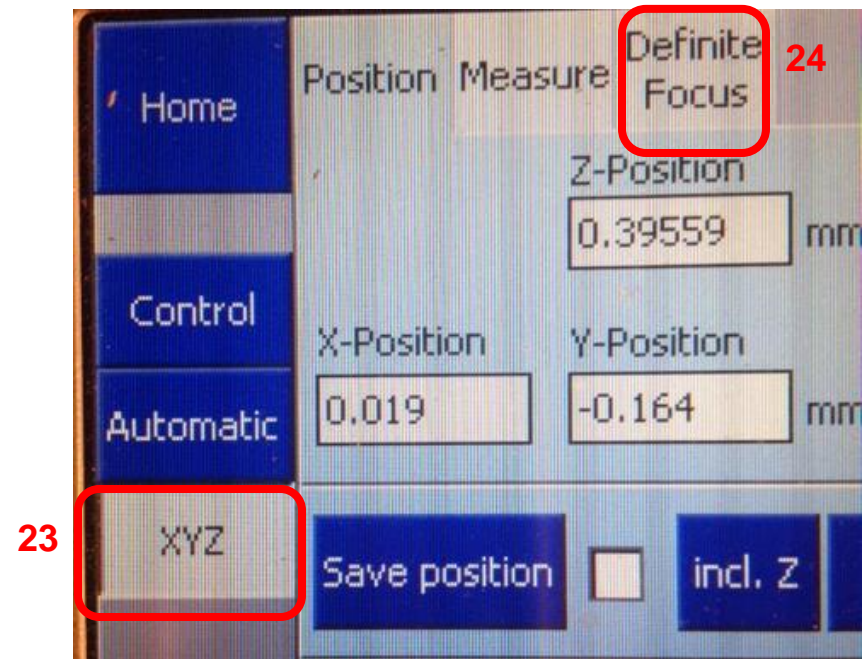 Home
Position Measure Definite Focus 24
Z-Position
0.39559 mm
Control
X-Position Y-Position
Automatic 0.019 -0.164 mm
23 XYZ
Save position incl. Z